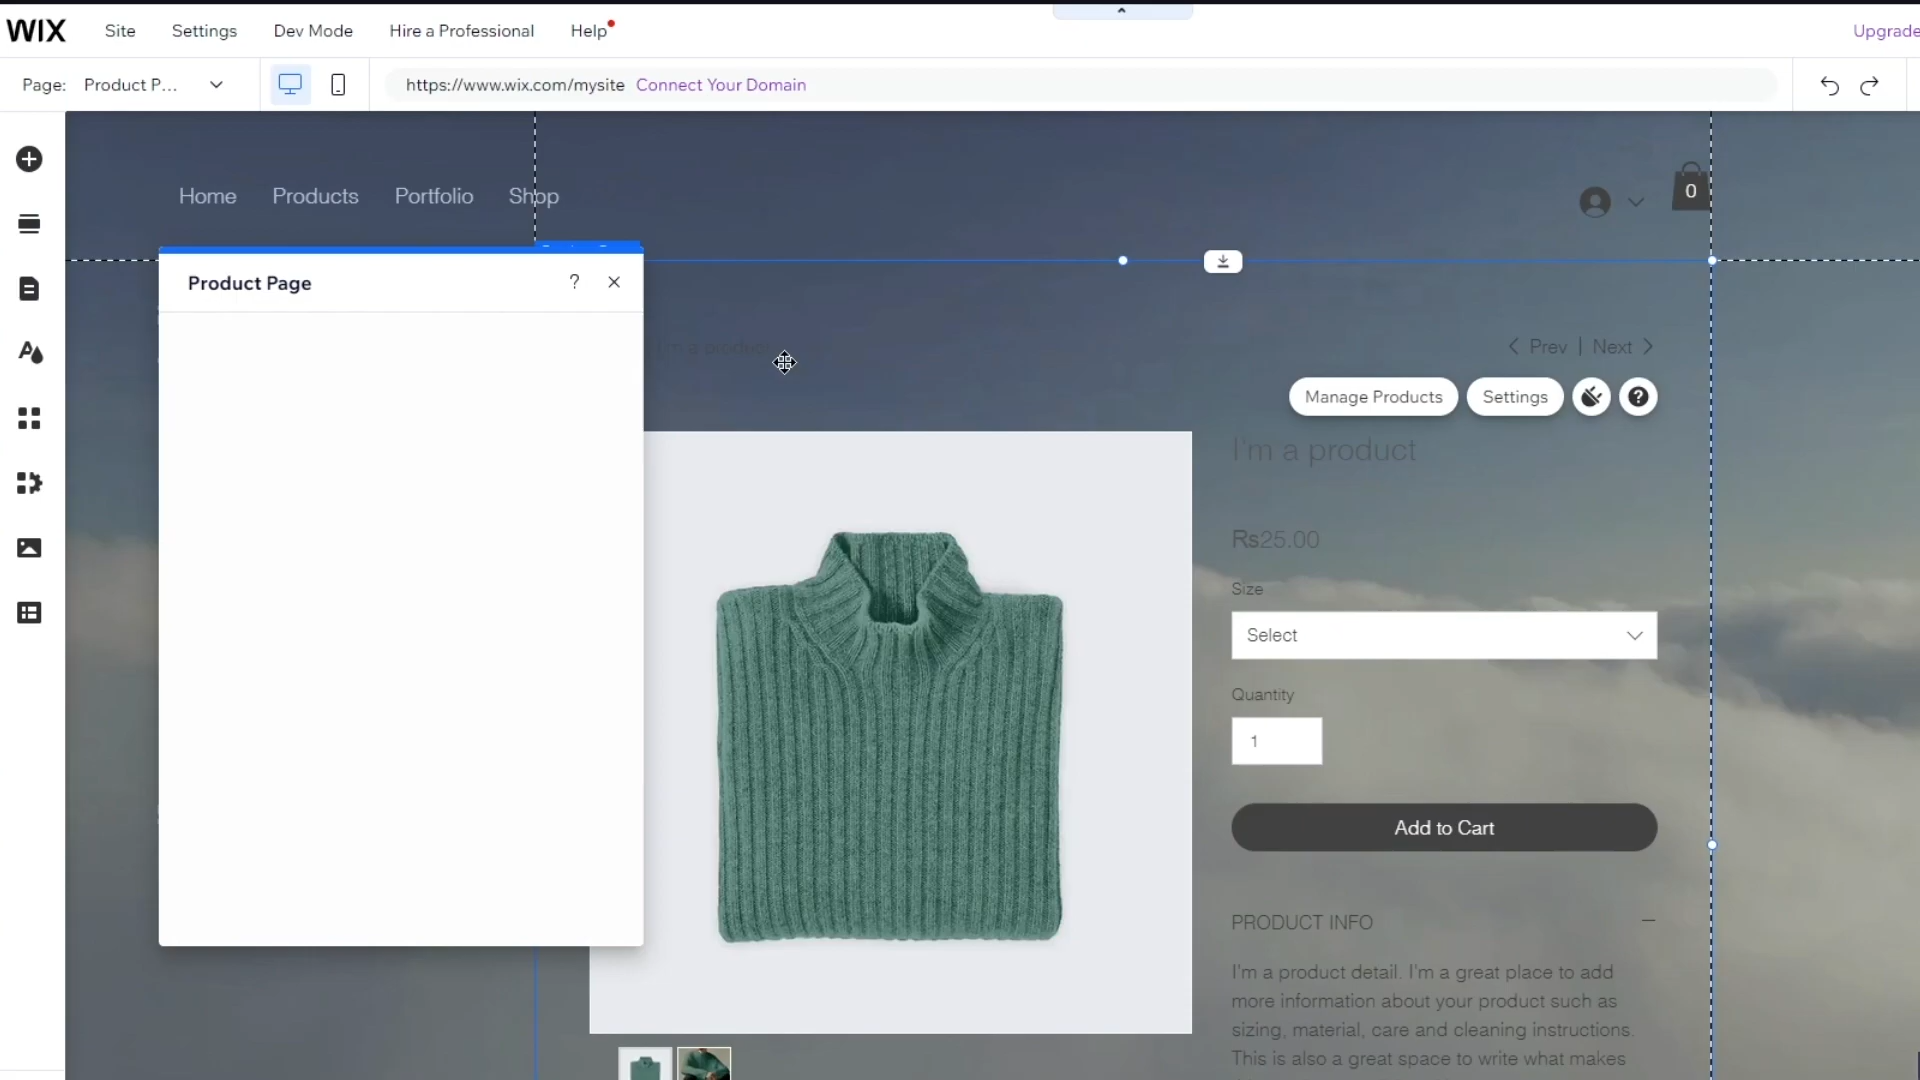 WIX Site Settings Dev Mode Hire a Professional Help Upgrade
Page: Product P... https://www.wix.com/mysite Connect Your Domain
Home Products Portfolio Shop
0
Product Page ?
I'm a product
< Prev | Next >
Manage Products Settings ?
I'm a product
Rs25.00
Size
Select
Quantity
1
Add to Cart
PRODUCT INFO
I'm a product detail. I'm a great place to add
more information about your product such as
sizing, material, care and cleaning instructions.
This is also a great space to write what makes